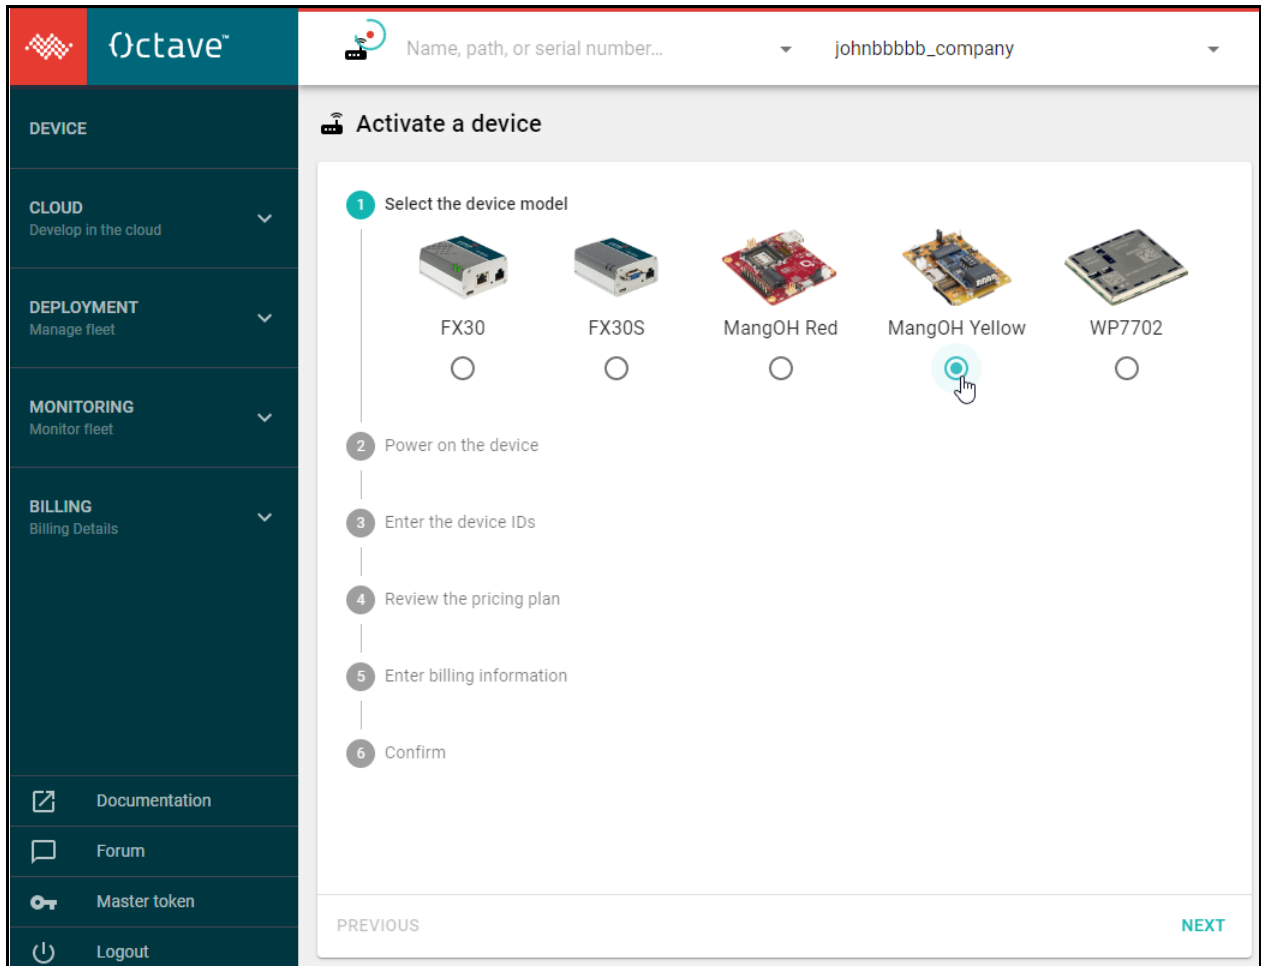 Octave™
Name, path, or serial number...
johnbbbbb_company
DEVICE
CLOUD
Develop in the cloud
DEPLOYMENT
Manage fleet
MONITORING
Monitor fleet
BILLING
Billing Details
Documentation
Forum
Master token
Logout
Activate a device
1 Select the device model
FX30 FX30S MangOH Red MangOH Yellow WP7702
2 Power on the device
3 Enter the device IDs
4 Review the pricing plan
5 Enter billing information
6 Confirm
PREVIOUS NEXT